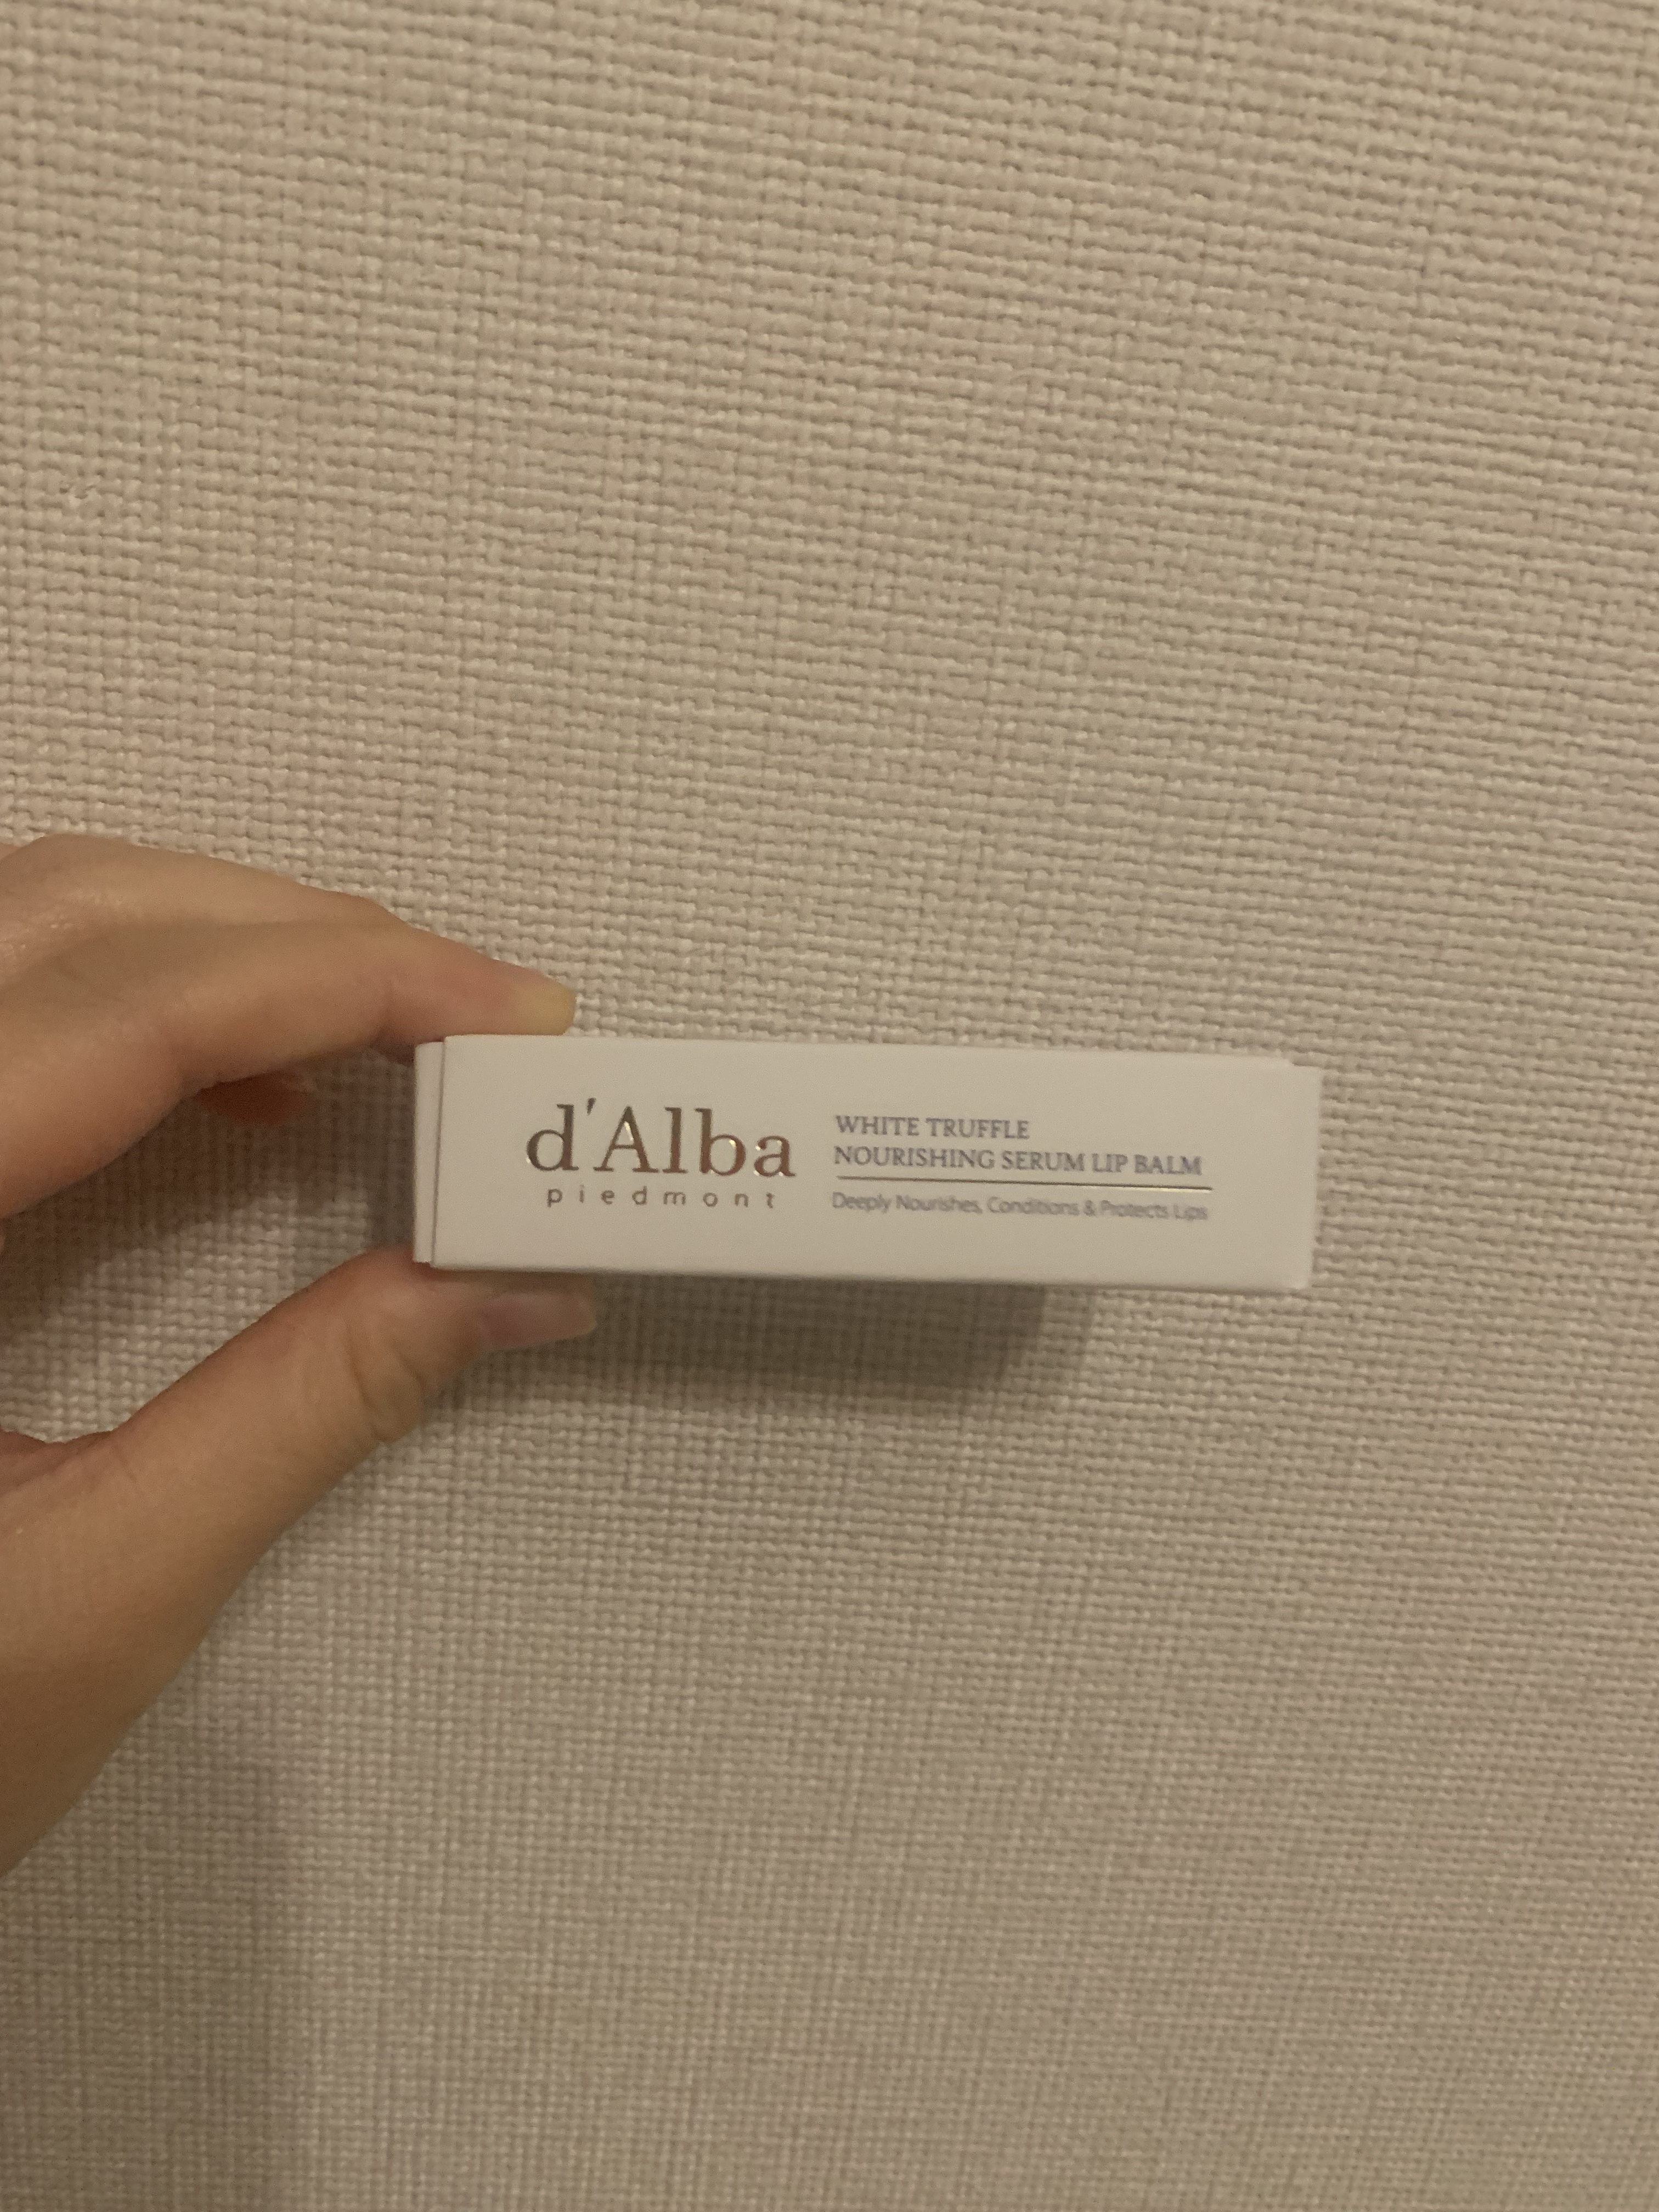 d'Alba
piedmont
WHITE TRUFFLE
NOURISHING SERUM LIP BALM
Deeply Nourishes, Conditions & Protects Lips